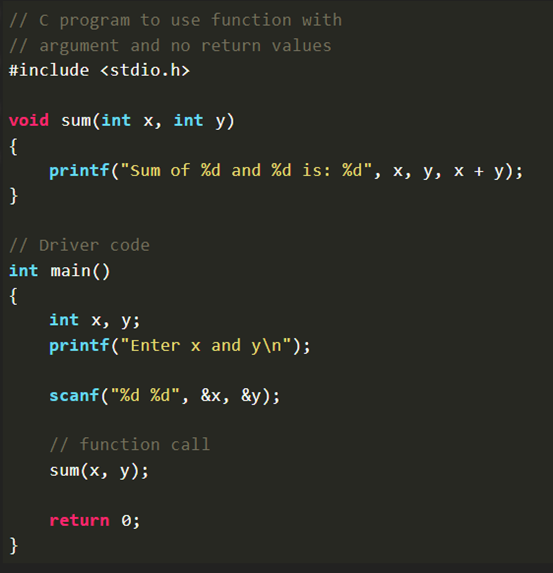 // C program to use function with
// argument and no return values
#include <stdio.h>
void sum(int x, int y)
{
    printf("Sum of %d and %d is: %d", x, y, x + y);
}
// Driver code
int main()
{
    int x, y;
    printf("Enter x and y\n");
    scanf("%d %d", &x, &y);
    // function call
    sum(x, y);
    return 0;
}